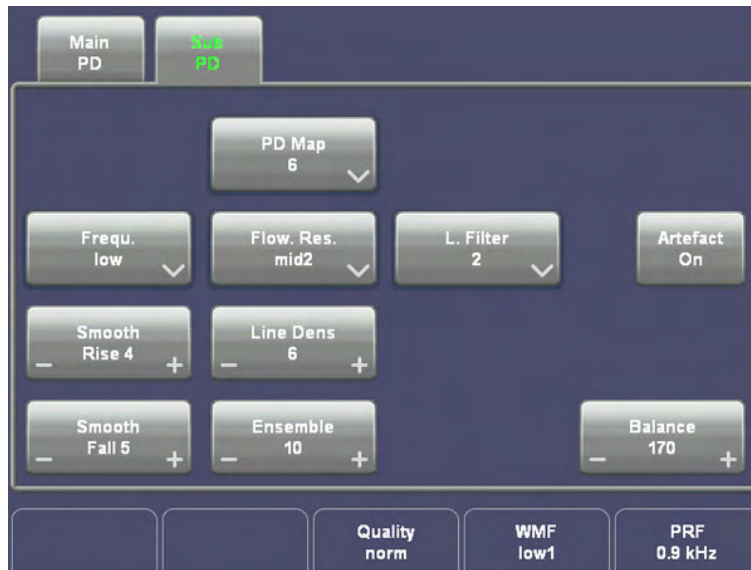 Main
PD
Sub
PD
PD Map
6
Frequ.
low
Flow. Res.
mid2
L. Filter
2
Artefact
On
Smooth
Rise 4
- +
Line Dens
6
- +
Smooth
Fall 5
- +
Ensemble
10
- +
Balance
170
- +
Quality
norm
WMF
low1
PRF
0.9 kHz